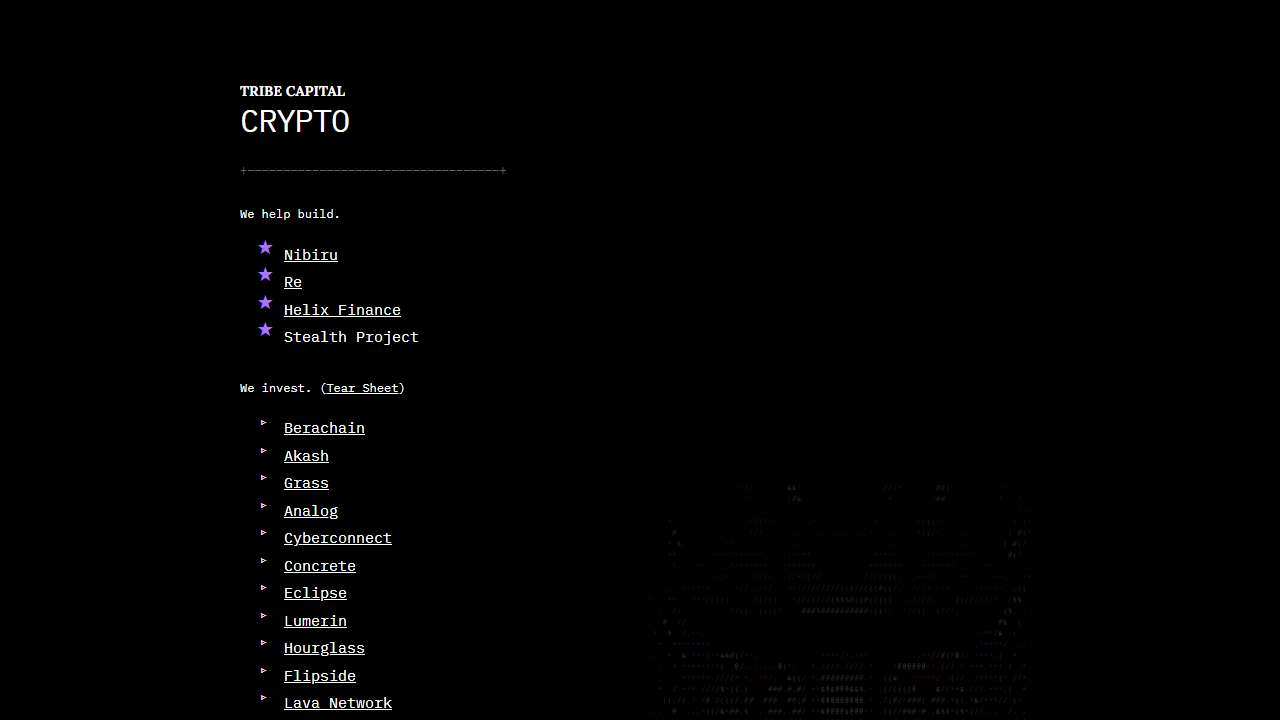 TRIBE CAPITAL
CRYPTO
We help build.
Nibiru
Re
Helix Finance
Stealth Project
We invest. (Tear Sheet)
Berachain
Akash
Grass
Analog
Cyberconnect
Concrete
Eclipse
Lumerin
Hourglass
Flipside
Lava Network